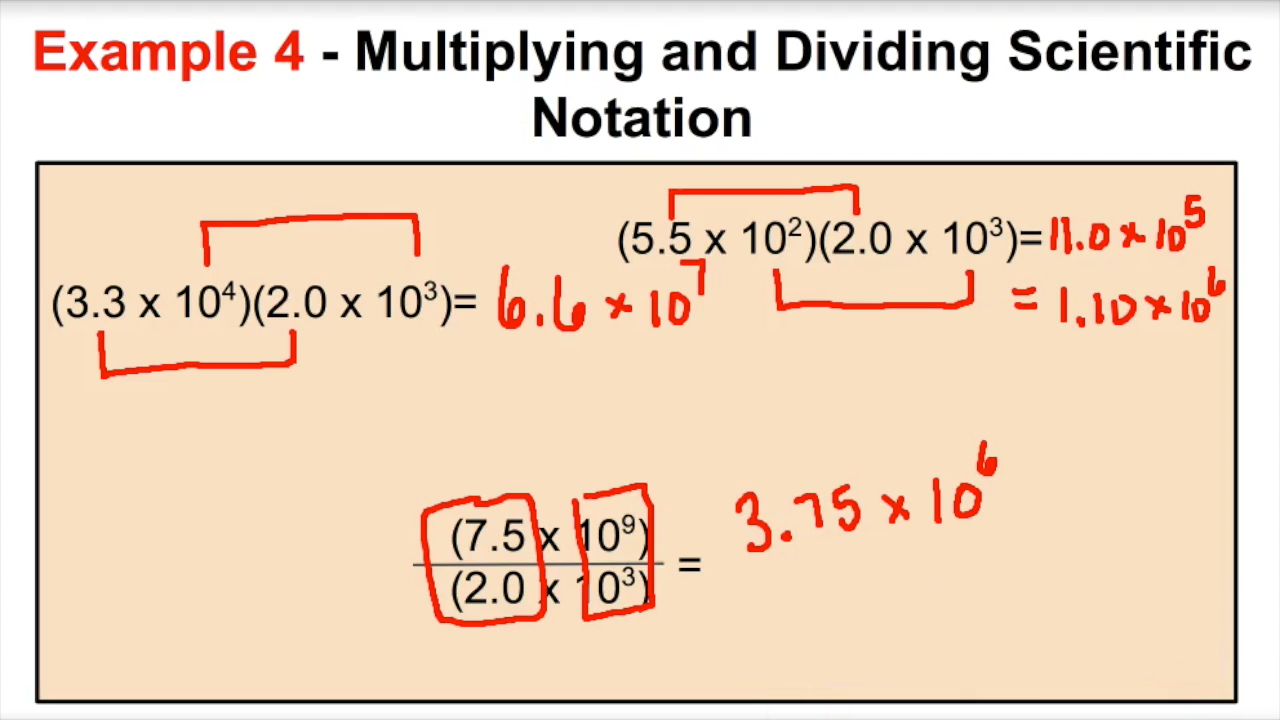 Example 4 - Multiplying and Dividing Scientific
Notation
(3.3 x 10⁴)(2.0 x 10³)= 6.6 x 10⁷
(5.5 x 10²)(2.0 x 10³)= 11.0 x 10⁵
= 1.10 x 10⁶
(7.5 x 10⁹)
(2.0 x 10³)
= 3.75 x 10⁶